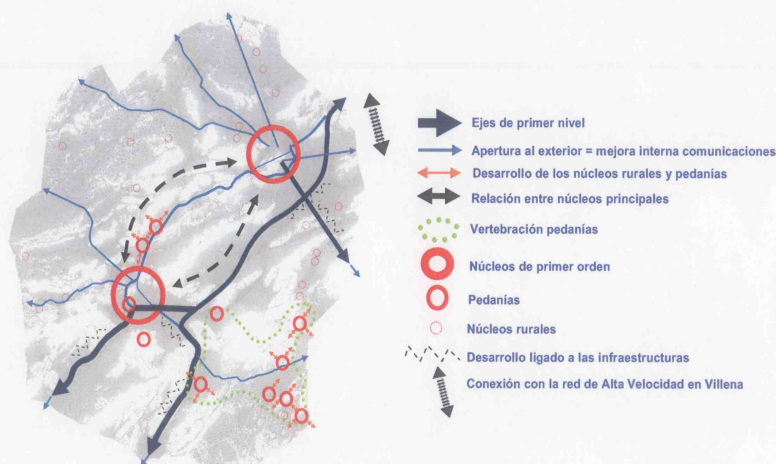 Ejes de primer nivel
Apertura al exterior = mejora interna comunicaciones
Desarrollo de los núcleos rurales y pedanías
Relación entre núcleos principales
Vertebración pedanías
Núcleos de primer orden
Pedanías
Núcleos rurales
Desarrollo ligado a las infraestructuras
Conexión con la red de Alta Velocidad en Villena